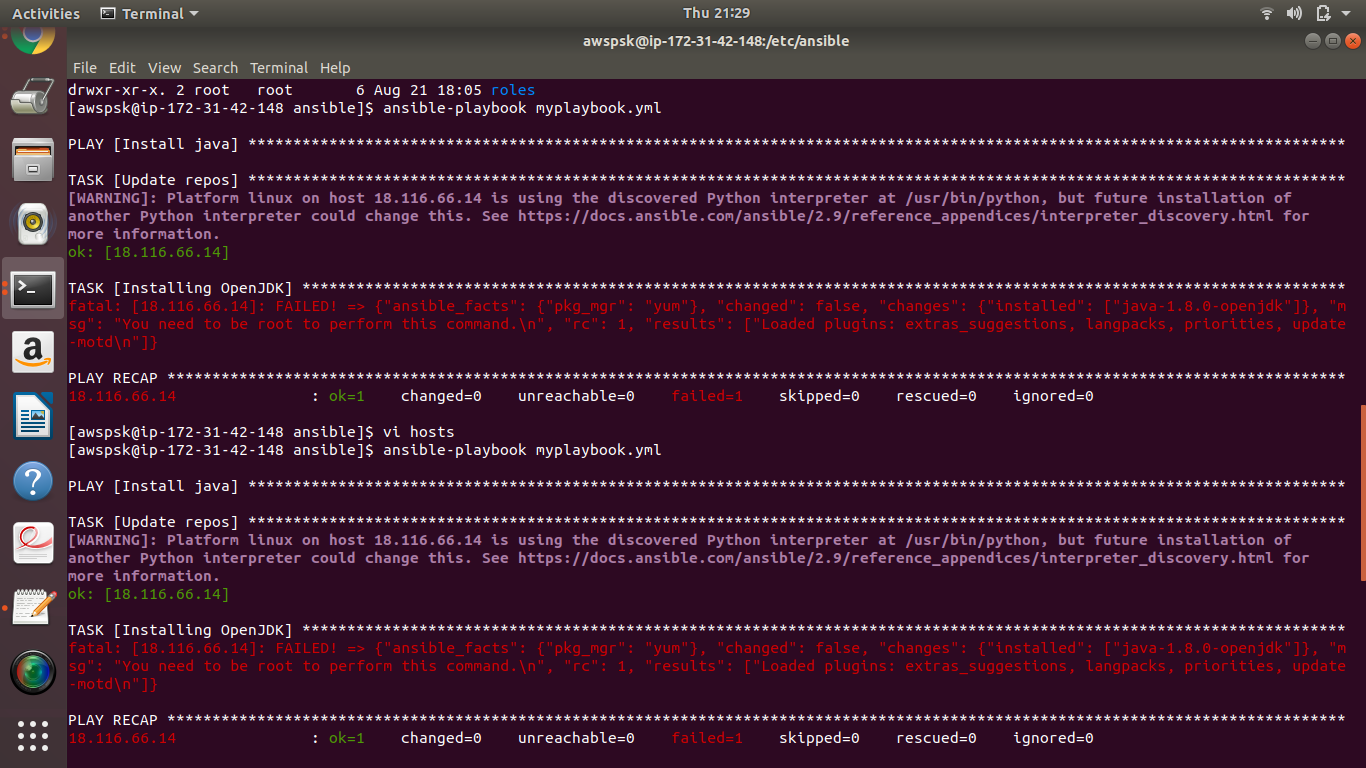 Activities Terminal Thu 21:29
awspsk@ip-172-31-42-148:/etc/ansible
File Edit View Search Terminal Help
drwxr-xr-x. 2 root   root       6 Aug 21 18:05 roles
[awspsk@ip-172-31-42-148 ansible]$ ansible-playbook myplaybook.yml
PLAY [Install java] **************************************************************************************************************************
TASK [Update repos] **************************************************************************************************************************
[WARNING]: Platform linux on host 18.116.66.14 is using the discovered Python interpreter at /usr/bin/python, but future installation of
another Python interpreter could change this. See https://docs.ansible.com/ansible/2.9/reference_appendices/interpreter_discovery.html for
more information.
ok: [18.116.66.14]
TASK [Installing OpenJDK] ********************************************************************************************************************
fatal: [18.116.66.14]: FAILED! => {"ansible_facts": {"pkg_mgr": "yum"}, "changed": false, "changes": {"installed": ["java-1.8.0-openjdk"]}, "m
sg": "You need to be root to perform this command.\n", "rc": 1, "results": ["Loaded plugins: extras_suggestions, langpacks, priorities, update
-motd\n"]}
PLAY RECAP ***********************************************************************************************************************************
18.116.66.14               : ok=1    changed=0    unreachable=0    failed=1    skipped=0    rescued=0    ignored=0
[awspsk@ip-172-31-42-148 ansible]$ vi hosts
[awspsk@ip-172-31-42-148 ansible]$ ansible-playbook myplaybook.yml
PLAY [Install java] **************************************************************************************************************************
TASK [Update repos] **************************************************************************************************************************
[WARNING]: Platform linux on host 18.116.66.14 is using the discovered Python interpreter at /usr/bin/python, but future installation of
another Python interpreter could change this. See https://docs.ansible.com/ansible/2.9/reference_appendices/interpreter_discovery.html for
more information.
ok: [18.116.66.14]
TASK [Installing OpenJDK] ********************************************************************************************************************
fatal: [18.116.66.14]: FAILED! => {"ansible_facts": {"pkg_mgr": "yum"}, "changed": false, "changes": {"installed": ["java-1.8.0-openjdk"]}, "m
sg": "You need to be root to perform this command.\n", "rc": 1, "results": ["Loaded plugins: extras_suggestions, langpacks, priorities, update
-motd\n"]}
PLAY RECAP ***********************************************************************************************************************************
18.116.66.14               : ok=1    changed=0    unreachable=0    failed=1    skipped=0    rescued=0    ignored=0